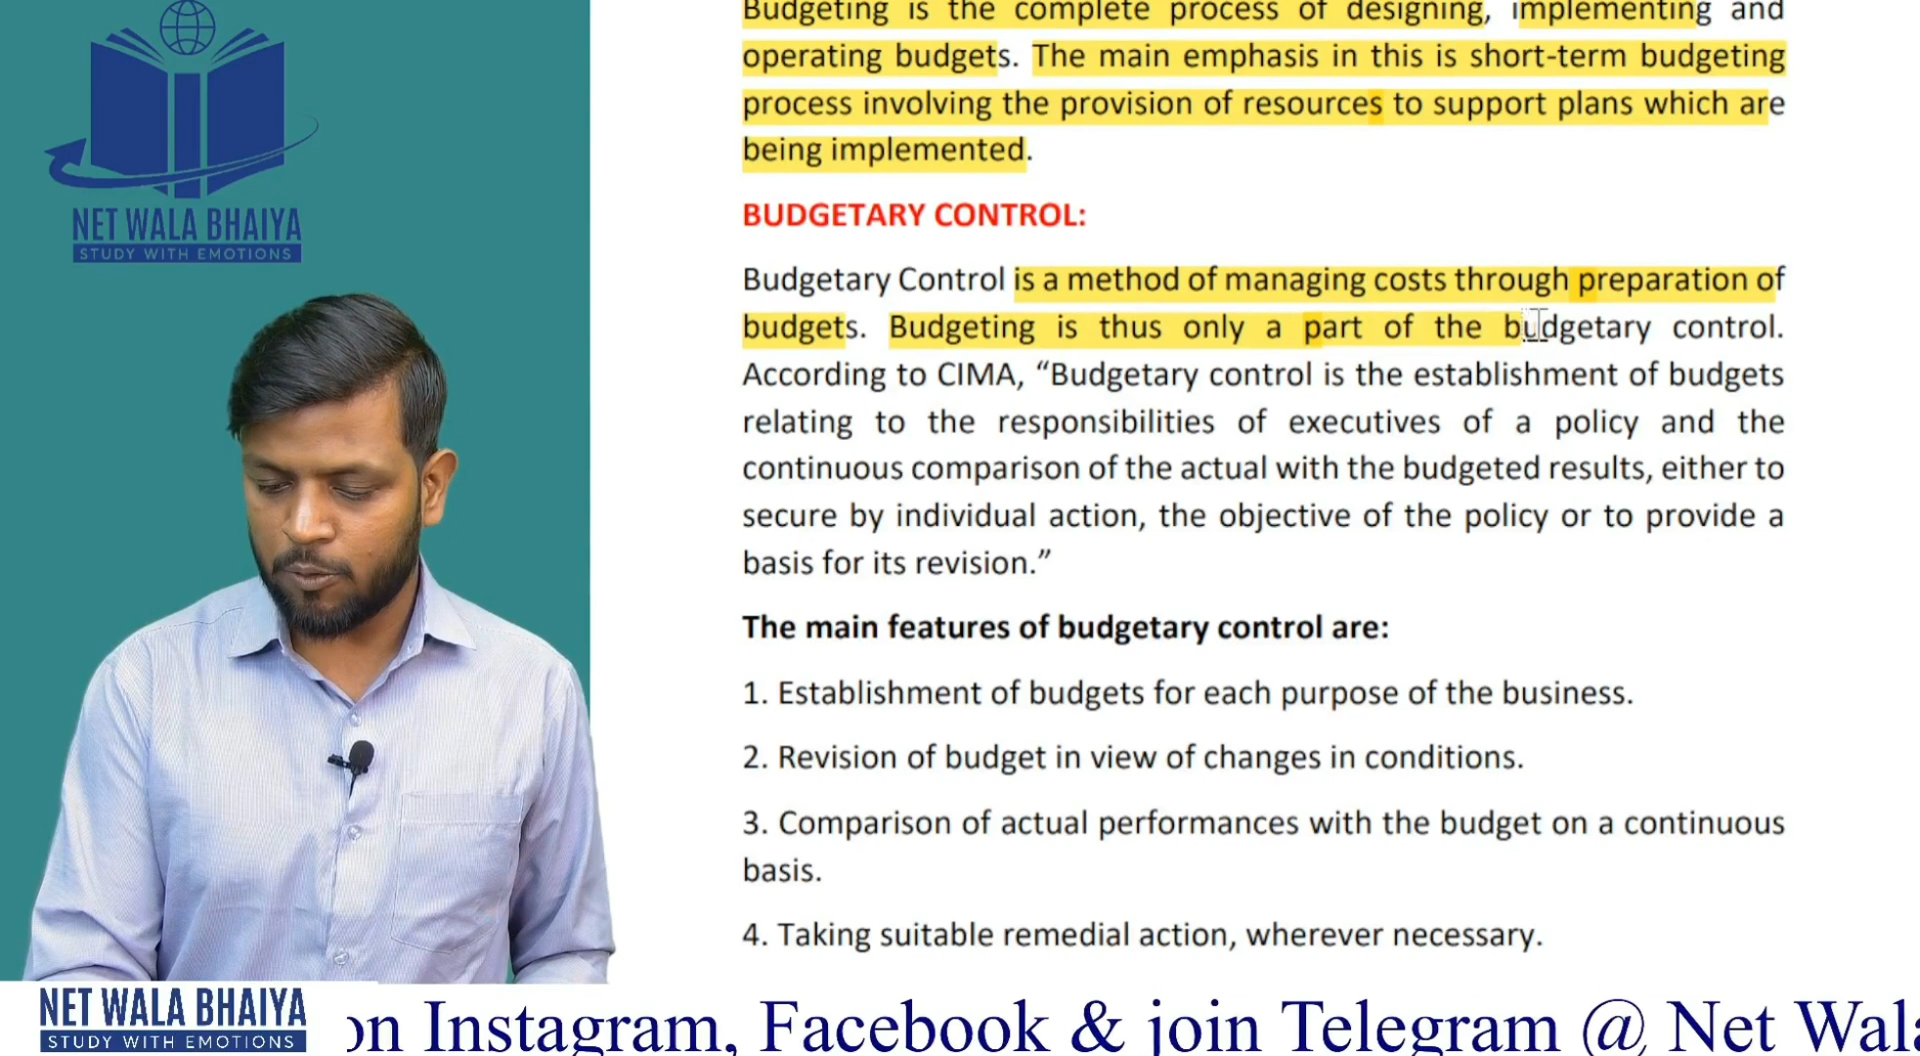 NET WALA BHAIYA
STUDY WITH EMOTIONS
Budgeting is the complete process of designing, implementing and
operating budgets. The main emphasis in this is short-term budgeting
process involving the provision of resources to support plans which are
being implemented.
BUDGETARY CONTROL:
Budgetary Control is a method of managing costs through preparation of
budgets. Budgeting is thus only a part of the budgetary control.
According to CIMA, “Budgetary control is the establishment of budgets
relating to the responsibilities of executives of a policy and the
continuous comparison of the actual with the budgeted results, either to
secure by individual action, the objective of the policy or to provide a
basis for its revision.”
The main features of budgetary control are:
1. Establishment of budgets for each purpose of the business.
2. Revision of budget in view of changes in conditions.
3. Comparison of actual performances with the budget on a continuous
basis.
4. Taking suitable remedial action, wherever necessary.
NET WALA BHAIYA
STUDY WITH EMOTIONS
on Instagram, Facebook & join Telegram @ Net Wala